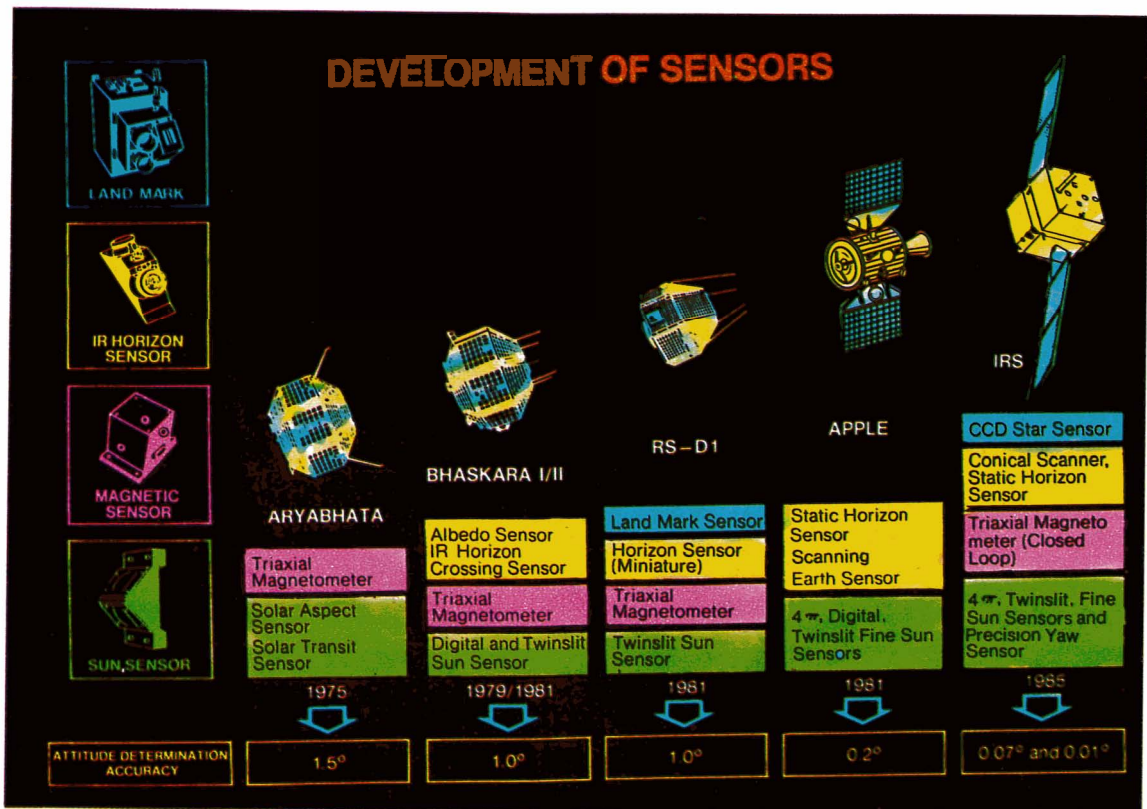 DEVELOPMENT OF SENSORS
LAND MARK
IR HORIZON
SENSOR
MAGNETIC
SENSOR
SUN SENSOR
ARYABHATA
Triaxial
Magnetometer
Solar Aspect
Sensor
Solar Transit
Sensor
1975
BHASKARA I/II
Albedo Sensor
IR Horizon
Crossing Sensor
Triaxial
Magnetometer
Digital and Twinslit
Sun Sensor
1979/1981
RS-D1
Land Mark Sensor
Horizon Sensor
(Miniature)
Triaxial
Magnetometer
Twinslit Sun
Sensor
1981
APPLE
Static Horizon
Sensor
Scanning
Earth Sensor
4 π, Digital,
Twinslit Fine Sun
Sensors
1981
IRS
CCD Star Sensor
Conical Scanner,
Static Horizon
Sensor
Triaxial Magneto
meter (Closed
Loop)
4 π, Twinslit, Fine
Sun Sensors and
Precision Yaw
Sensor
1985
ATTITUDE DETERMINATION
ACCURACY
1.5°
1.0°
1.0°
0.2°
0.07° and 0.01°